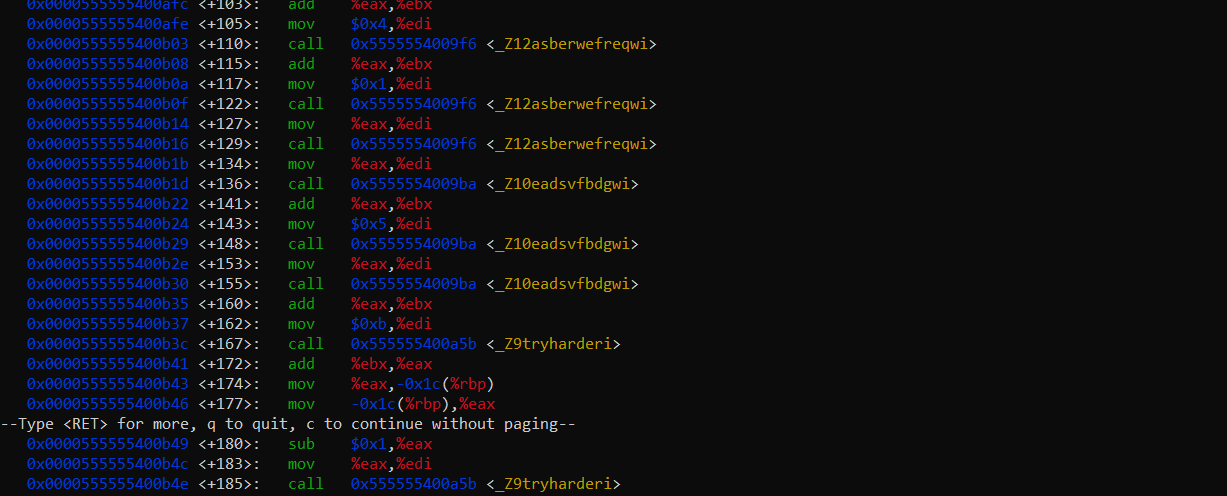 0x0000555555400afc <+103>: add %eax,%ebx
0x0000555555400afe <+105>: mov $0x4,%edi
0x0000555555400b03 <+110>: call 0x5555554009f6 <_Z12asberwefreqwi>
0x0000555555400b08 <+115>: add %eax,%ebx
0x0000555555400b0a <+117>: mov $0x1,%edi
0x0000555555400b0f <+122>: call 0x5555554009f6 <_Z12asberwefreqwi>
0x0000555555400b14 <+127>: mov %eax,%edi
0x0000555555400b16 <+129>: call 0x5555554009f6 <_Z12asberwefreqwi>
0x0000555555400b1b <+134>: mov %eax,%edi
0x0000555555400b1d <+136>: call 0x5555554009ba <_Z10eadsvfbdgwi>
0x0000555555400b22 <+141>: add %eax,%ebx
0x0000555555400b24 <+143>: mov $0x5,%edi
0x0000555555400b29 <+148>: call 0x5555554009ba <_Z10eadsvfbdgwi>
0x0000555555400b2e <+153>: mov %eax,%edi
0x0000555555400b30 <+155>: call 0x5555554009ba <_Z10eadsvfbdgwi>
0x0000555555400b35 <+160>: add %eax,%ebx
0x0000555555400b37 <+162>: mov $0xb,%edi
0x0000555555400b3c <+167>: call 0x555555400a5b <_Z9tryharderi>
0x0000555555400b41 <+172>: add %ebx,%eax
0x0000555555400b43 <+174>: mov %eax,-0x1c(%rbp)
0x0000555555400b46 <+177>: mov -0x1c(%rbp),%eax
--Type <RET> for more, q to quit, c to continue without paging--
0x0000555555400b49 <+180>: sub $0x1,%eax
0x0000555555400b4c <+183>: mov %eax,%edi
0x0000555555400b4e <+185>: call 0x555555400a5b <_Z9tryharderi>